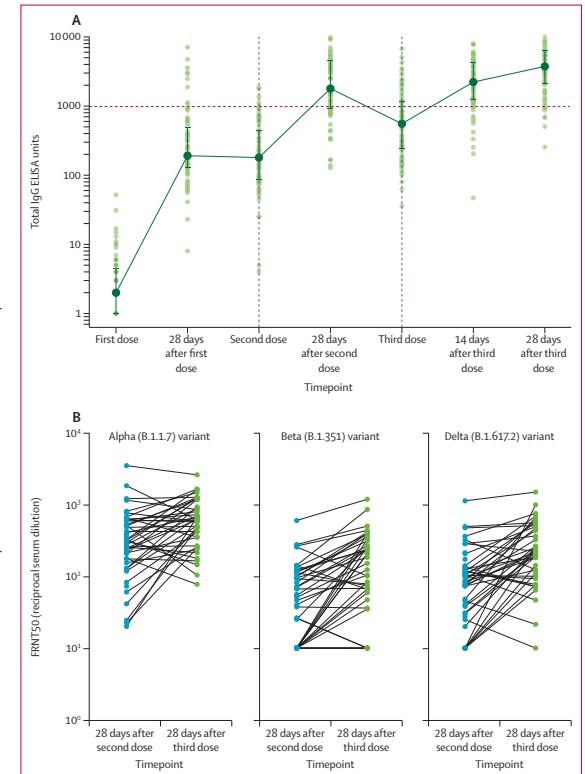 A
10 000
1000
100
10
1
Total IgG ELISA units
First dose
28 days
after first
dose
Second dose
28 days
after second
dose
Third dose
14 days
after third
dose
28 days
after third
dose
Timepoint
B
Alpha (B.1.1.7) variant
Beta (B.1.351) variant
Delta (B.1.617.2) variant
10⁴
10³
10²
10¹
10⁰
FRNT50 (reciprocal serum dilution)
28 days after
second dose
28 days after
third dose
Timepoint
28 days after
second dose
28 days after
third dose
Timepoint
28 days after
second dose
28 days after
third dose
Timepoint